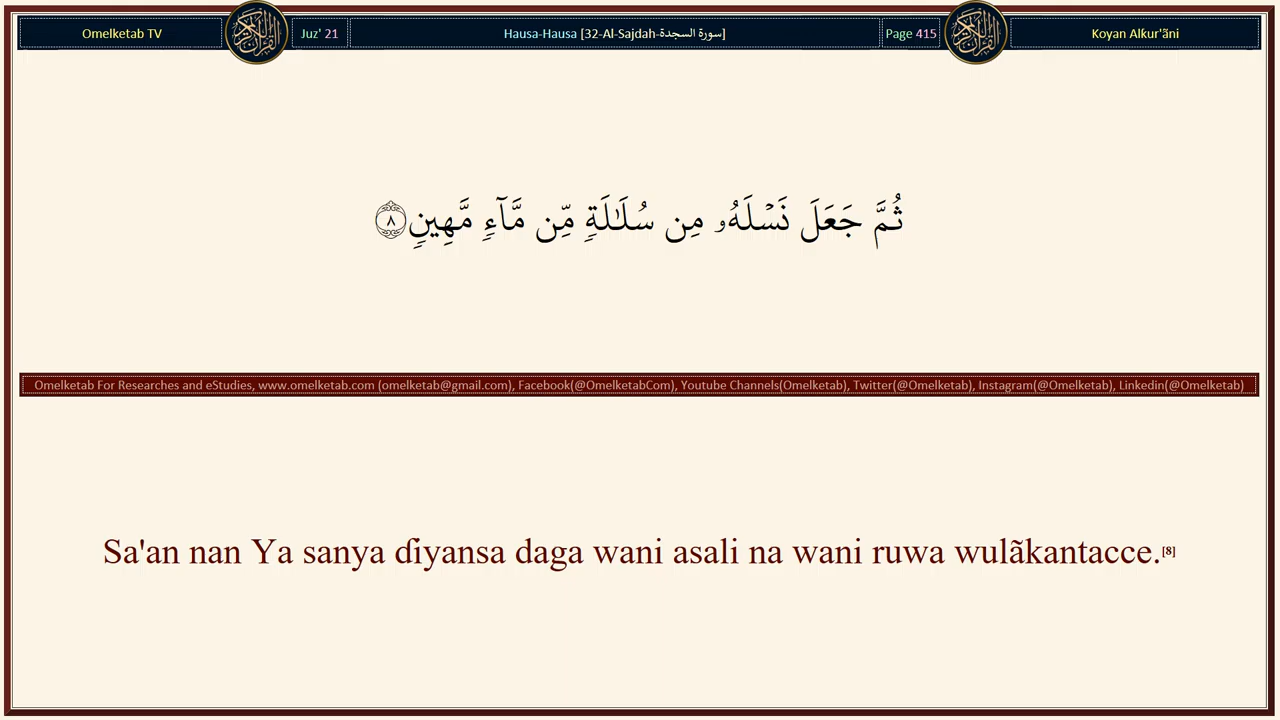 Omelketab TV
Juz' 21
Hausa-Hausa [32-Al-Sajdah-سورة السجدة]
Page 415
Koyan Alƙur'ãni
ثُمَّ جَعَلَ نَسۡلَهُۥ مِن سُلَٰلَةٖ مِّن مَّآءٖ مَّهِينٖ ٨
Omelketab For Researches and eStudies, www.omelketab.com (omelketab@gmail.com), Facebook(@OmelketabCom), Youtube Channels(Omelketab), Twitter(@Omelketab), Instagram(@Omelketab), Linkedin(@Omelketab)
Sa'an nan Ya sanya ɗiyansa daga wani asali na wani ruwa wulãkantacce.[8]